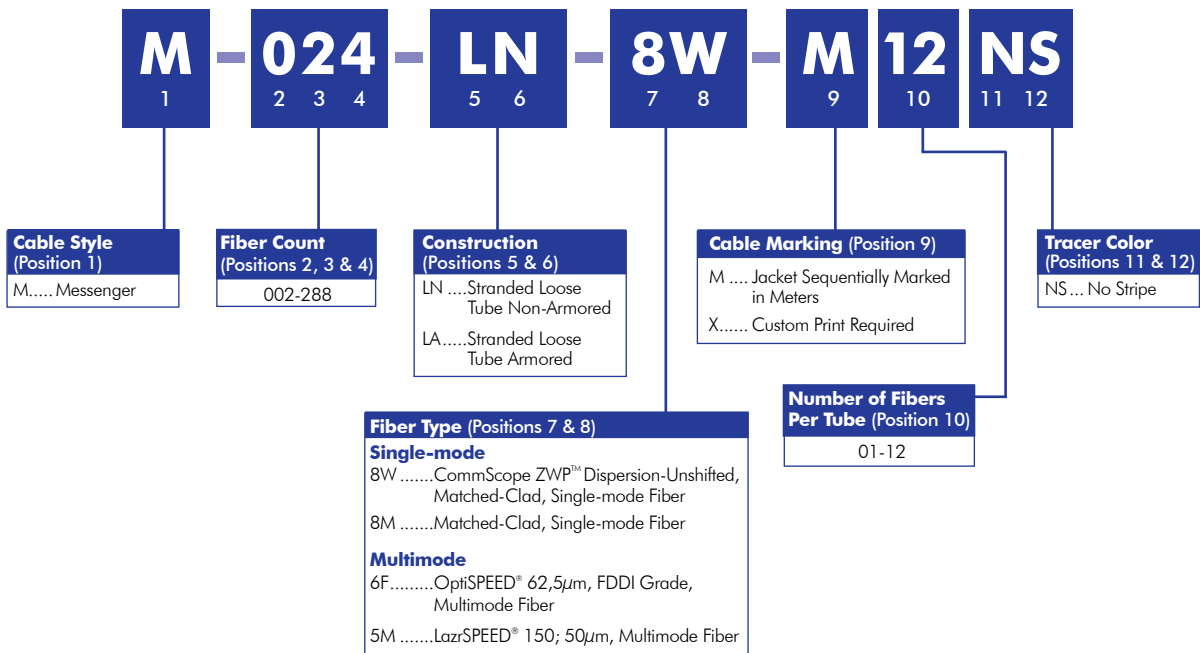 M - 024 - LN - 8W - M 12 NS
1 2 3 4 5 6 7 8 9 10 11 12
Cable Style
(Position 1)
M..... Messenger
Fiber Count
(Positions 2, 3 & 4)
002-288
Construction
(Positions 5 & 6)
LN ....Stranded Loose
Tube Non-Armored
LA.....Stranded Loose
Tube Armored
Cable Marking (Position 9)
M .... Jacket Sequentially Marked
in Meters
X...... Custom Print Required
Tracer Color
(Positions 11 & 12)
NS ... No Stripe
Number of Fibers
Per Tube (Position 10)
01-12
Fiber Type (Positions 7 & 8)
Single-mode
8W .......CommScope ZWP™ Dispersion-Unshifted,
Matched-Clad, Single-mode Fiber
8M .......Matched-Clad, Single-mode Fiber
Multimode
6F.........OptiSPEED® 62,5µm, FDDI Grade,
Multimode Fiber
5M .......LazrSPEED® 150; 50µm, Multimode Fiber